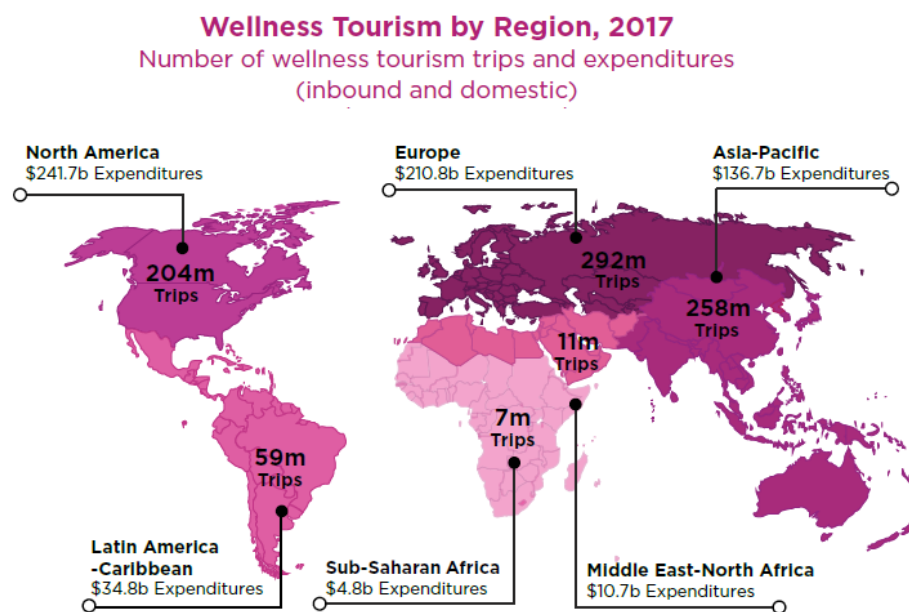 Wellness Tourism by Region, 2017
Number of wellness tourism trips and expenditures
(inbound and domestic)
North America
$241.7b Expenditures
Europe
$210.8b Expenditures
Asia-Pacific
$136.7b Expenditures
204m
Trips
292m
Trips
258m
Trips
11m
Trips
7m
Trips
59m
Trips
Latin America
-Caribbean
$34.8b Expenditures
Sub-Saharan Africa
$4.8b Expenditures
Middle East-North Africa
$10.7b Expenditures